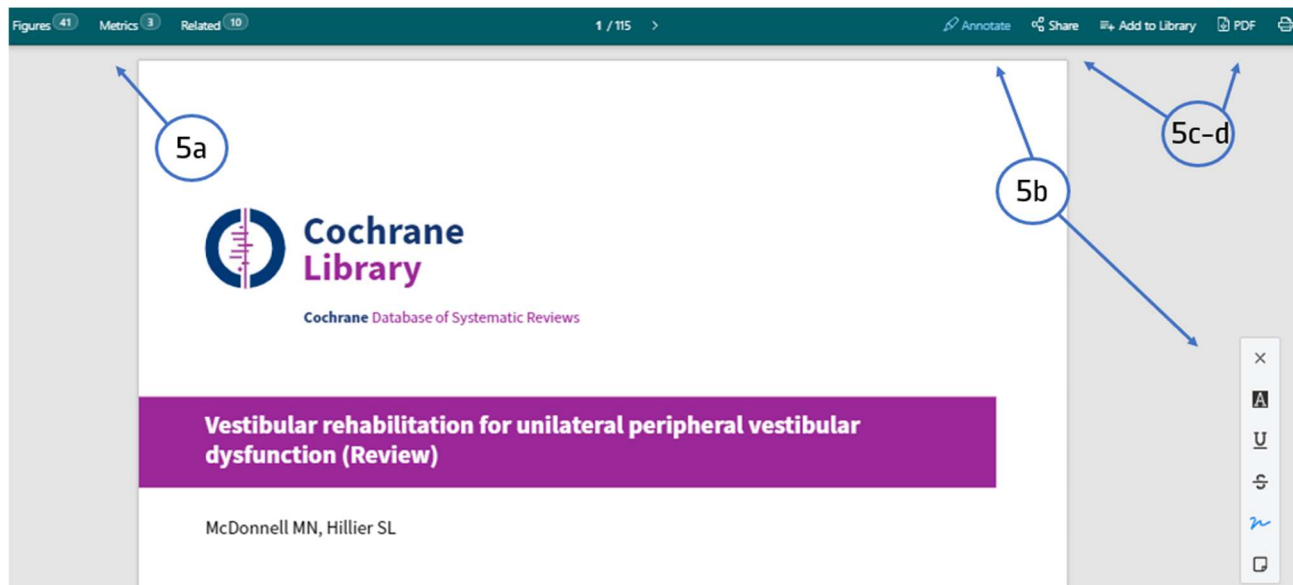 Figures 41 Metrics 3 Related 10 1 / 115 > Annotate Share Add to Library PDF
5a
5c-d
5b
Cochrane
Library
Cochrane Database of Systematic Reviews
Vestibular rehabilitation for unilateral peripheral vestibular
dysfunction (Review)
McDonnell MN, Hillier SL
A
U
S